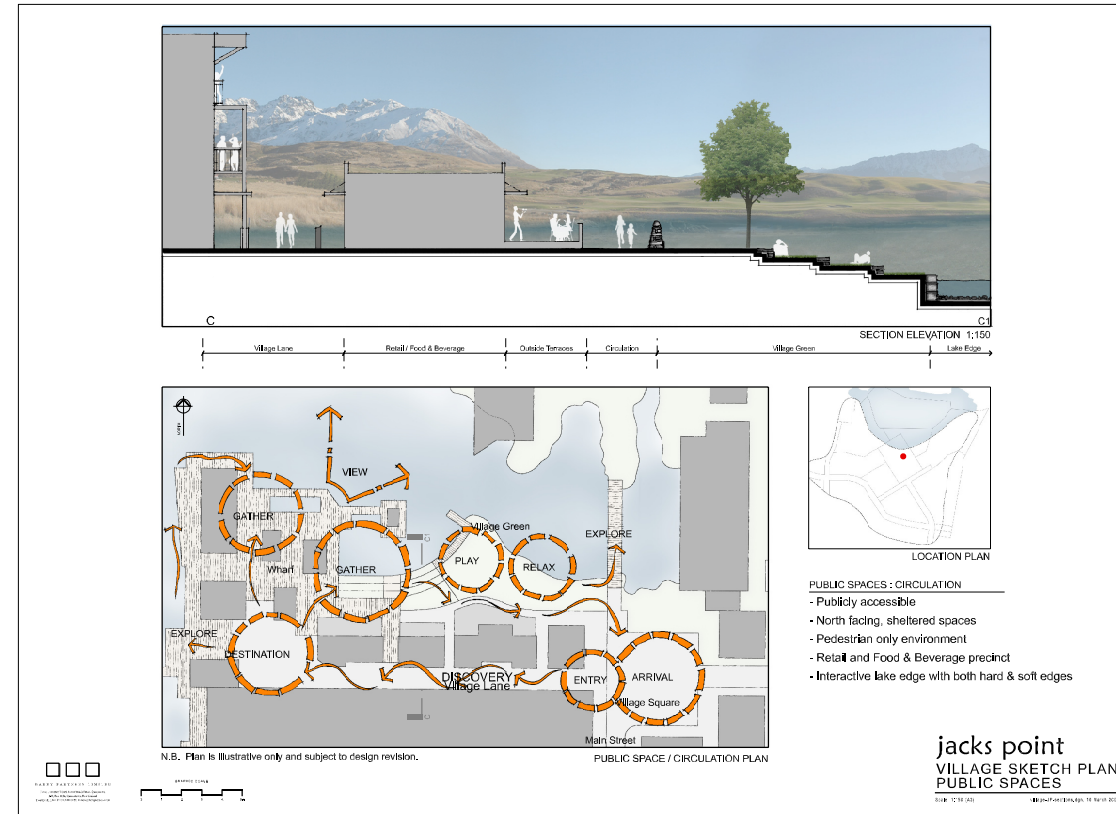 C
C1
SECTION ELEVATION 1:150
Village Lane
Retail / Food & Beverage
Outside Terraces
Circulation
Village Green
Lake Edge
VIEW
GATHER
Village Green
EXPLORE
PLAY
RELAX
Wharf
GATHER
EXPLORE
DESTINATION
DISCOVERY
Village Lane
ENTRY
ARRIVAL
Village Square
Main Street
N.B. Plan is illustrative only and subject to design revision.
PUBLIC SPACE / CIRCULATION PLAN
LOCATION PLAN
PUBLIC SPACES : CIRCULATION
- Publicly accessible
- North facing, sheltered spaces
- Pedestrian only environment
- Retail and Food & Beverage precinct
- Interactive lake edge with both hard & soft edges
jacks point
VILLAGE SKETCH PLAN
PUBLIC SPACES